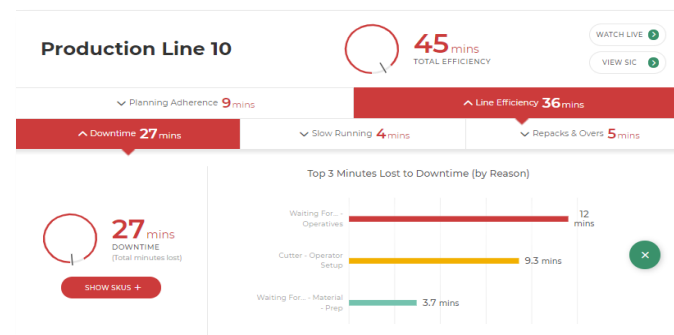 Production Line 10
45 mins
TOTAL EFFICIENCY
WATCH LIVE
VIEW SIC
Planning Adherence 9 mins
Line Efficiency 36 mins
Downtime 27 mins
Slow Running 4 mins
Repacks & Overs 5 mins
27 mins
DOWNTIME
(Total minutes lost)
SHOW SKUS +
Top 3 Minutes Lost to Downtime (by Reason)
Waiting For... -
Operatives
12
mins
Cutter - Operator
Setup
9.3 mins
Waiting For... - Material
- Prep
3.7 mins